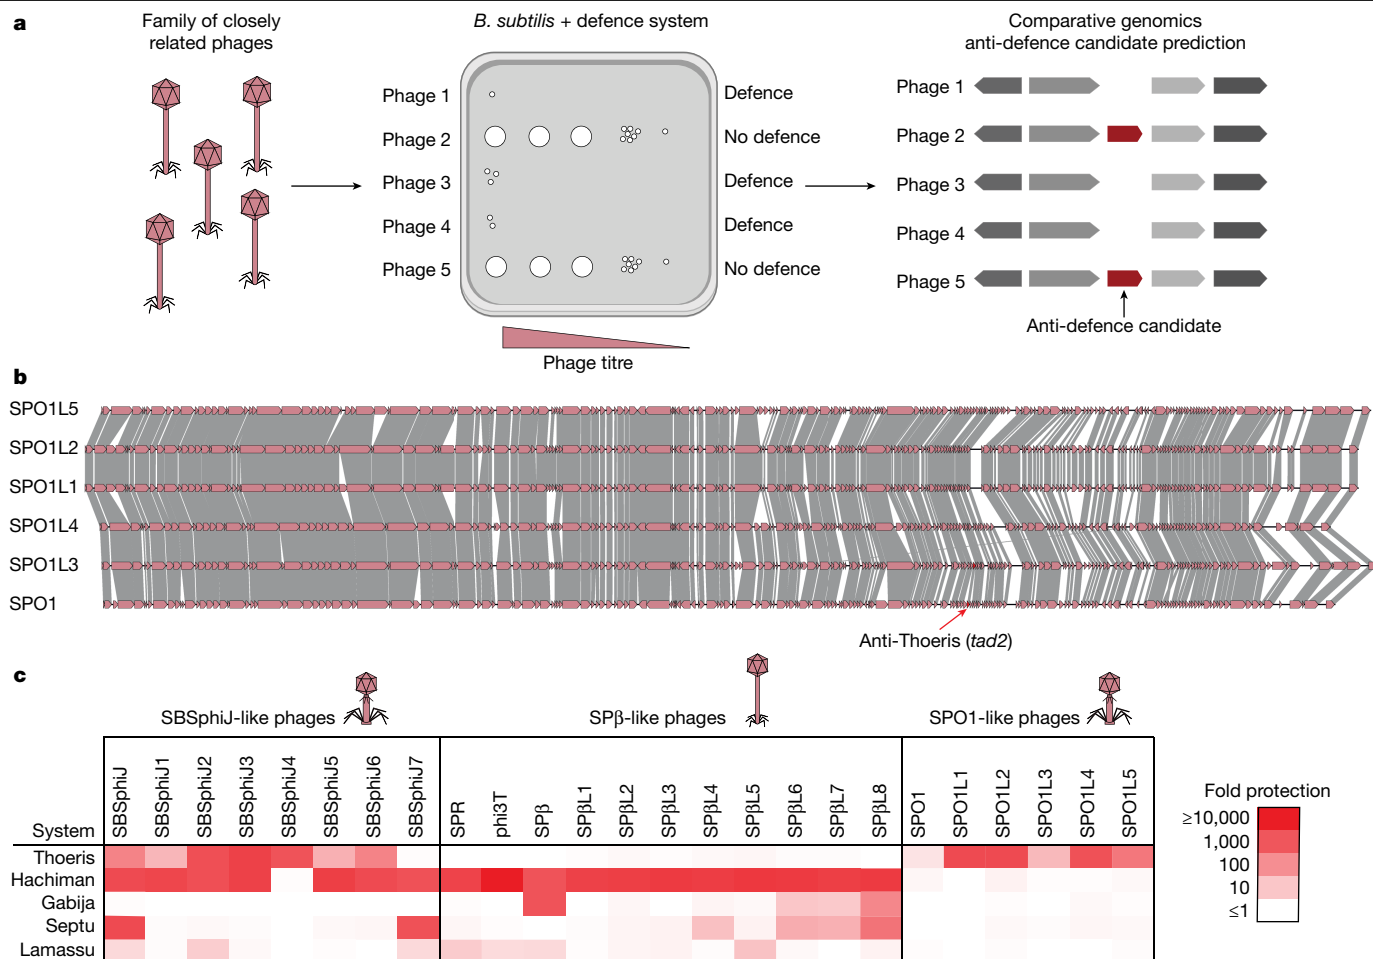 a
Family of closely
related phages
B. subtilis + defence system
Comparative genomics
anti-defence candidate prediction
Phage 1
Defence
Phage 1
Phage 2
No defence
Phage 2
Phage 3
Defence
Phage 3
Phage 4
Defence
Phage 4
Phage 5
No defence
Phage 5
Anti-defence candidate
Phage titre
b
SPO1L5
SPO1L2
SPO1L1
SPO1L4
SPO1L3
SPO1
Anti-Thoeris (tad2)
c
SBSphiJ-like phages
SPβ-like phages
SPO1-like phages
System
SBSphiJ
SBSphiJ1
SBSphiJ2
SBSphiJ3
SBSphiJ4
SBSphiJ5
SBSphiJ6
SBSphiJ7
SPR
phi3T
SPβ
SPβL1
SPβL2
SPβL3
SPβL4
SPβL5
SPβL6
SPβL7
SPβL8
SPO1
SPO1L1
SPO1L2
SPO1L3
SPO1L4
SPO1L5
Thoeris
Hachiman
Gabija
Septu
Lamassu
Fold protection
≥10,000
1,000
100
10
≤1